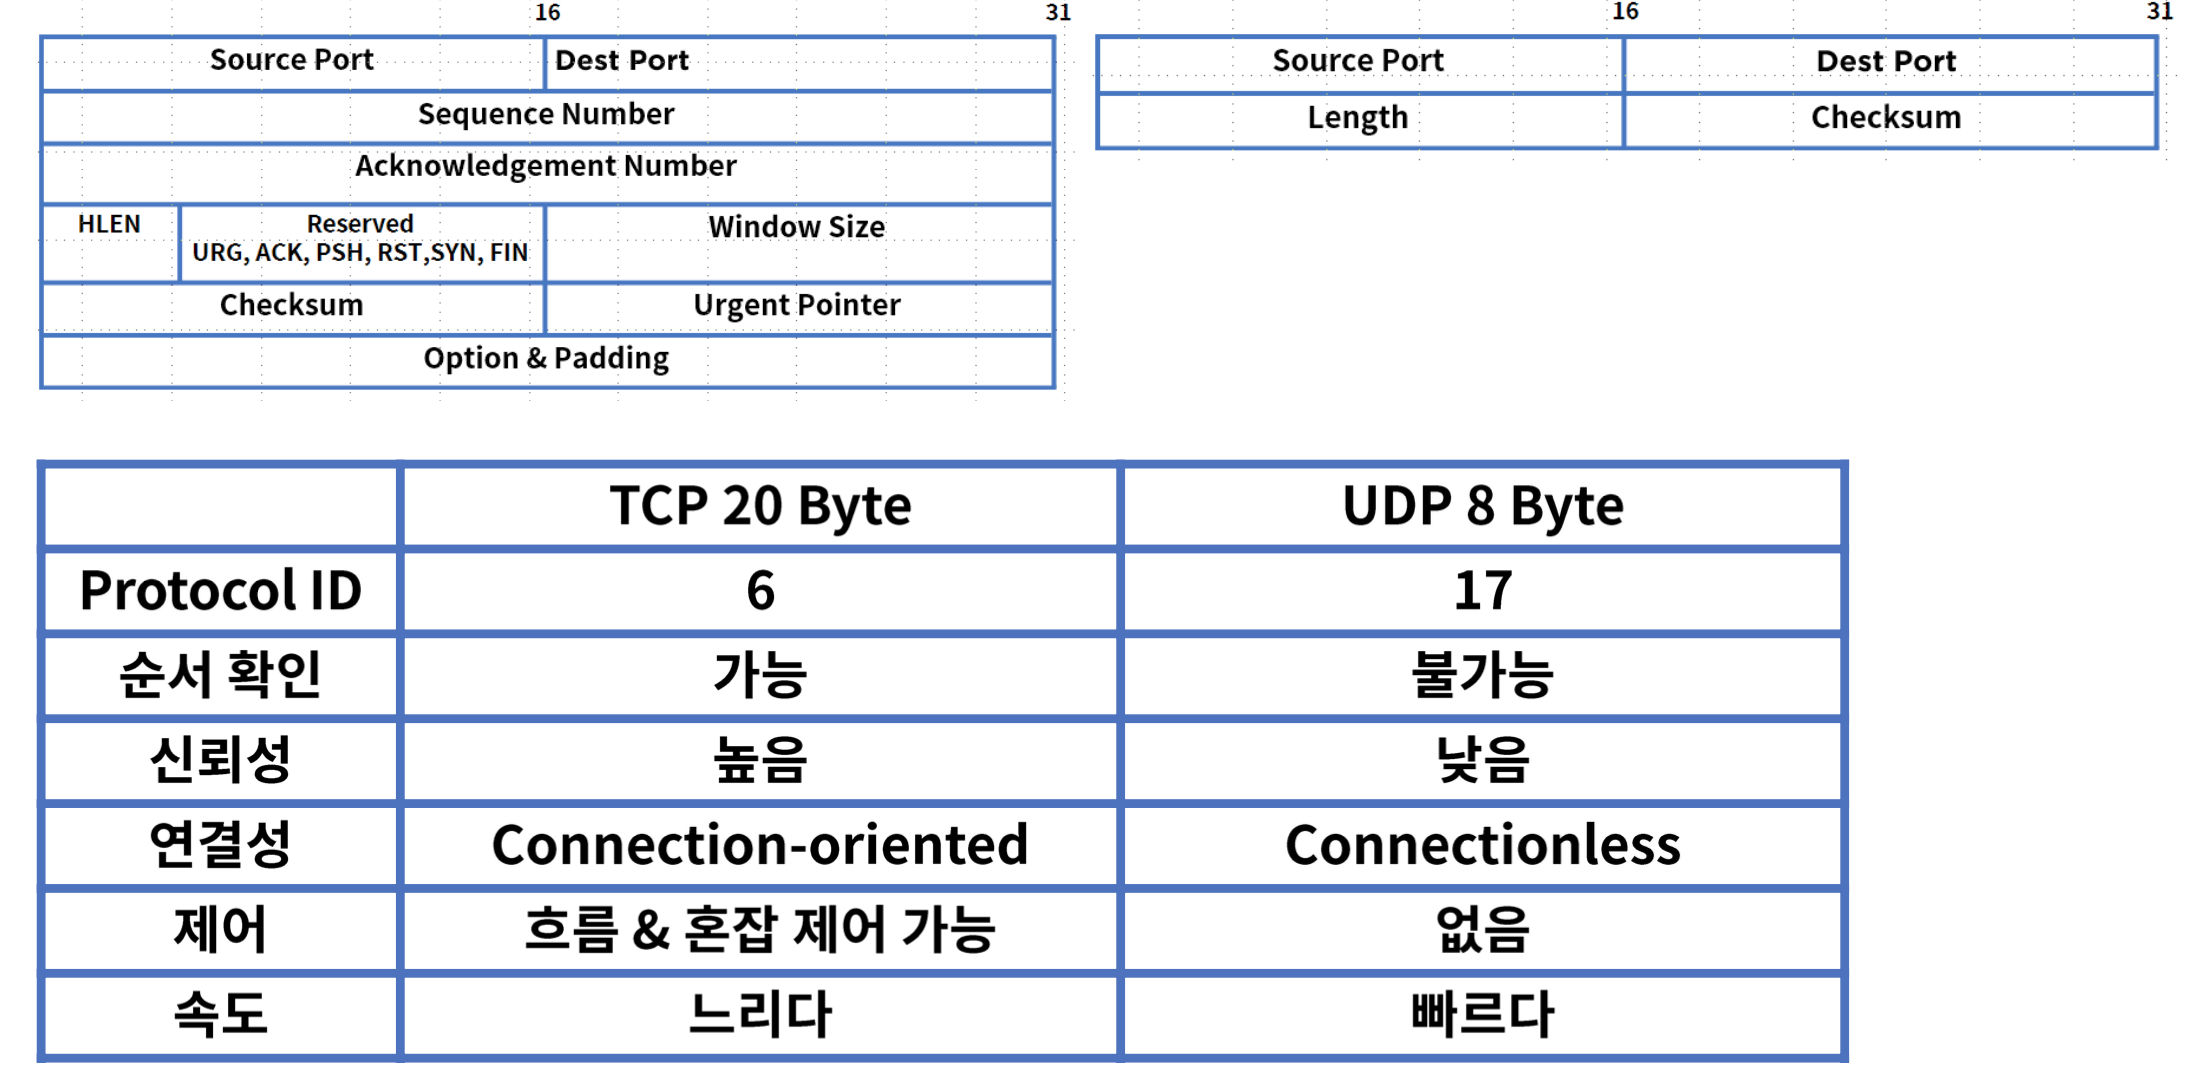 16 31
Source Port Dest Port
Sequence Number
Acknowledgement Number
HLEN Reserved Window Size
URG, ACK, PSH, RST,SYN, FIN
Checksum Urgent Pointer
Option & Padding
16 31
Source Port Dest Port
Length Checksum
TCP 20 Byte UDP 8 Byte
Protocol ID 6 17
순서 확인 가능 불가능
신뢰성 높음 낮음
연결성 Connection-oriented Connectionless
제어 흐름 & 혼잡 제어 가능 없음
속도 느리다 빠르다